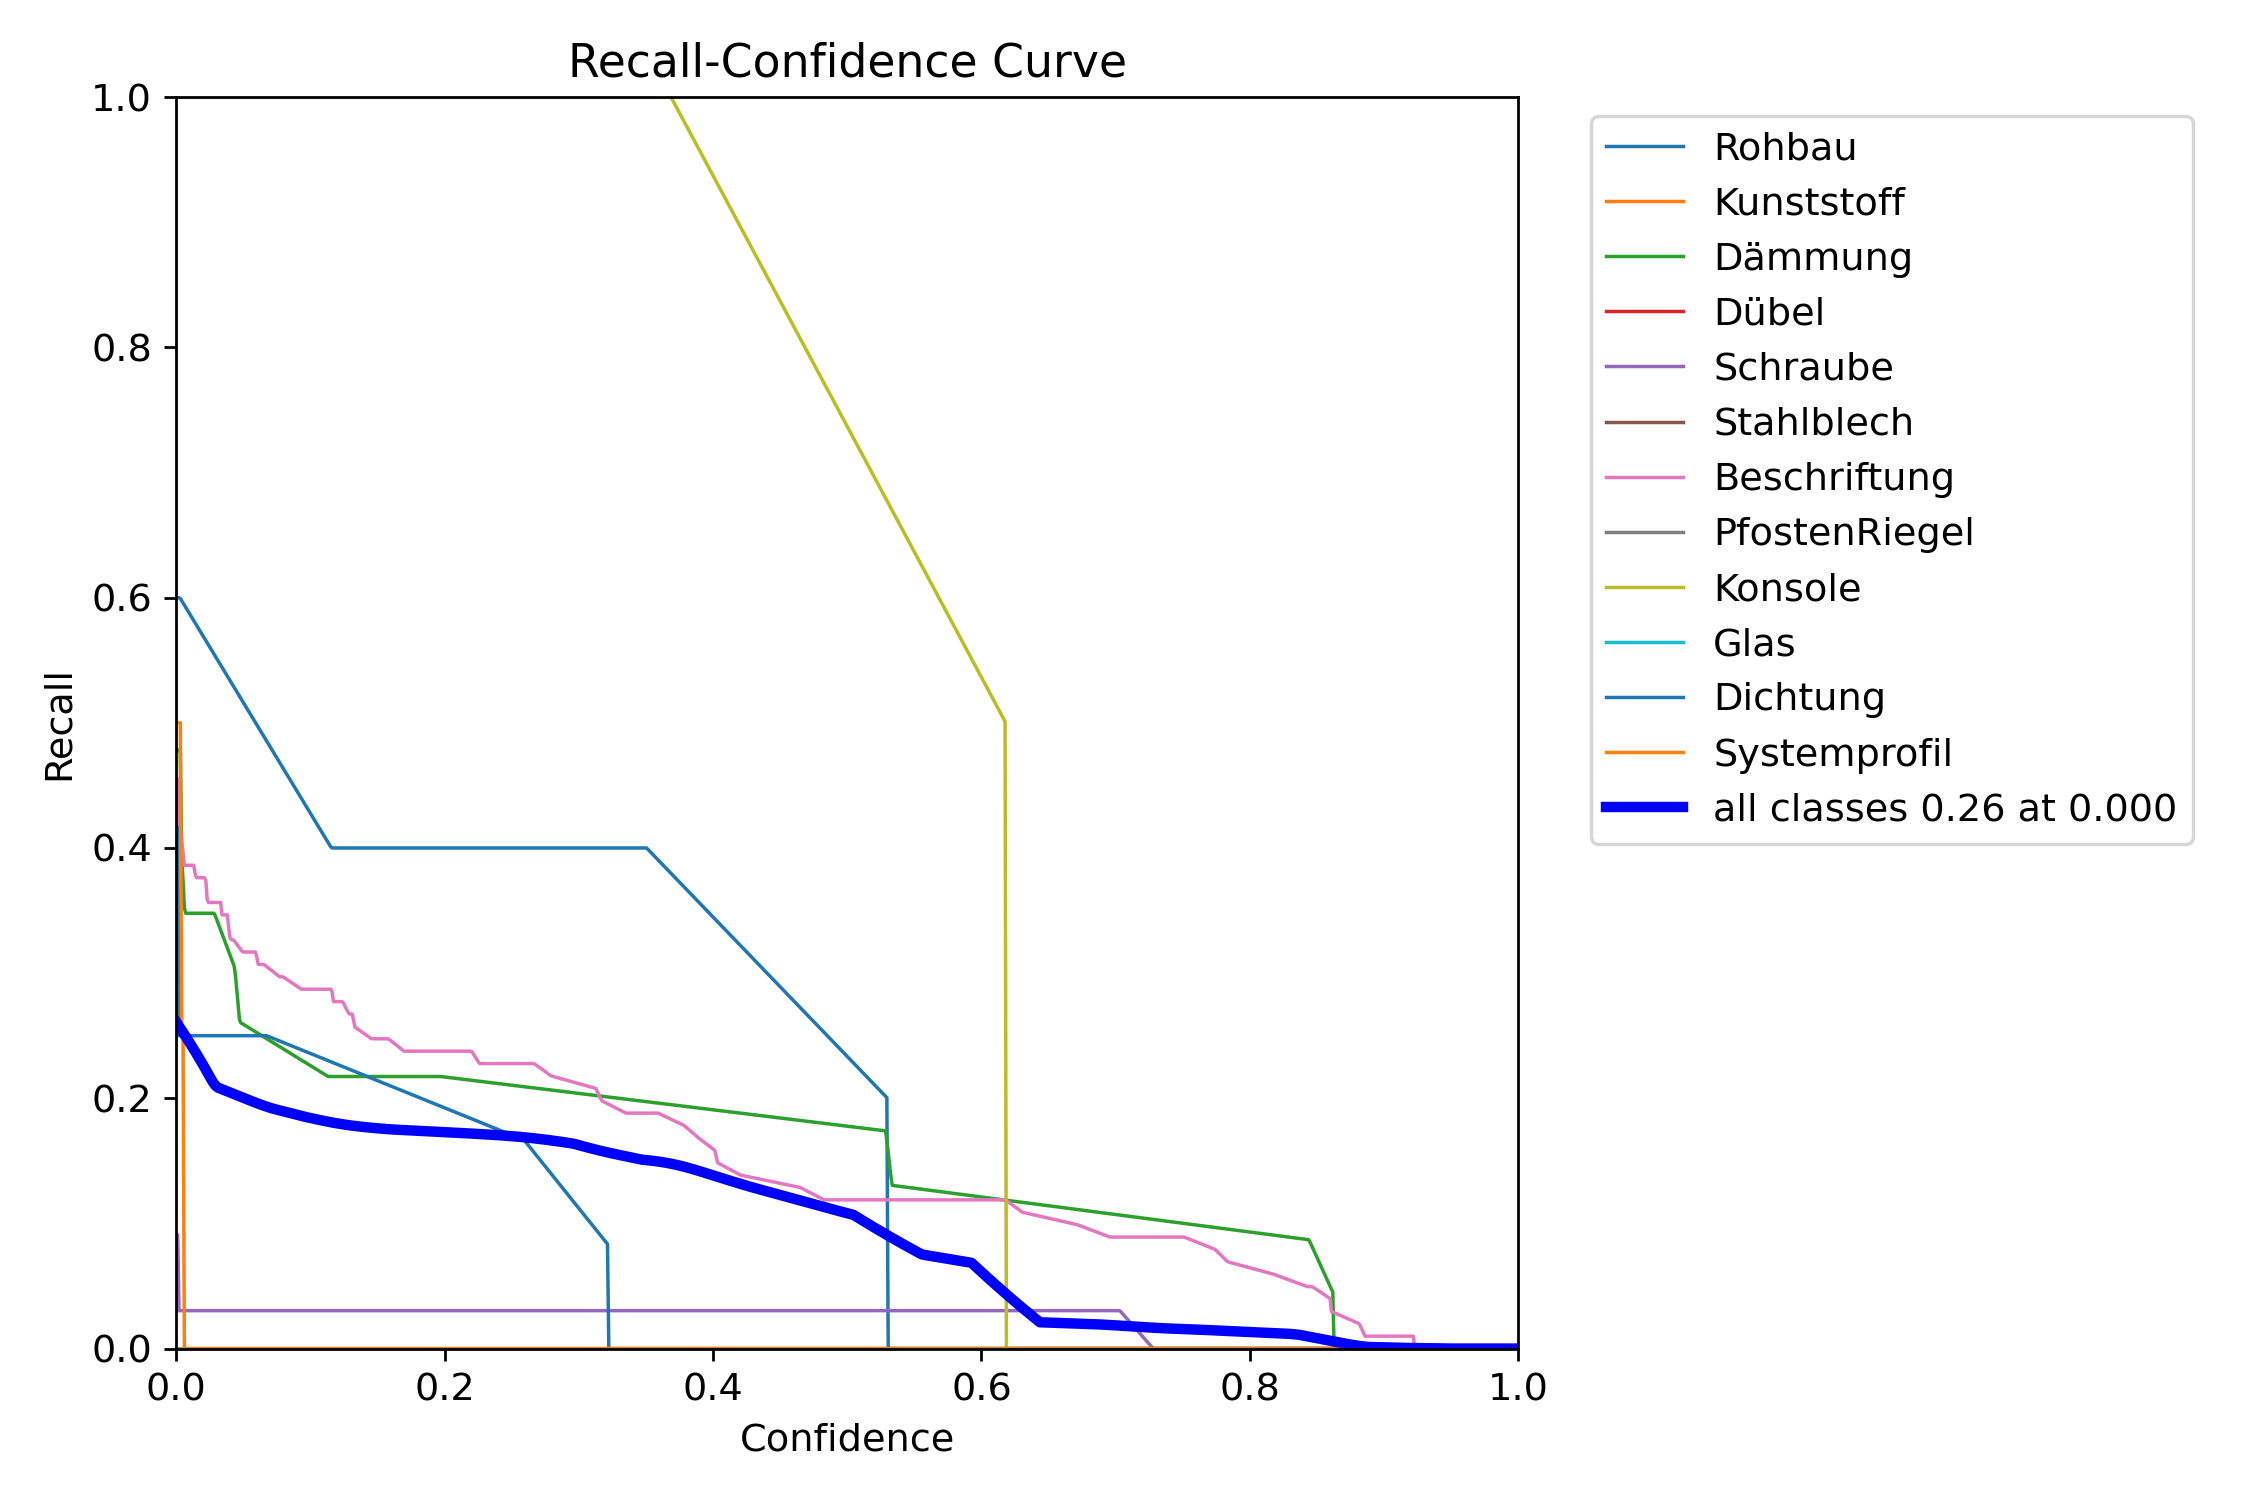 Recall-Confidence Curve
1.0
0.8
0.6
0.4
0.2
0.0
Recall
0.0 0.2 0.4 0.6 0.8 1.0
Confidence
Rohbau
Kunststoff
Dämmung
Dübel
Schraube
Stahlblech
Beschriftung
PfostenRiegel
Konsole
Glas
Dichtung
Systemprofil
all classes 0.26 at 0.000